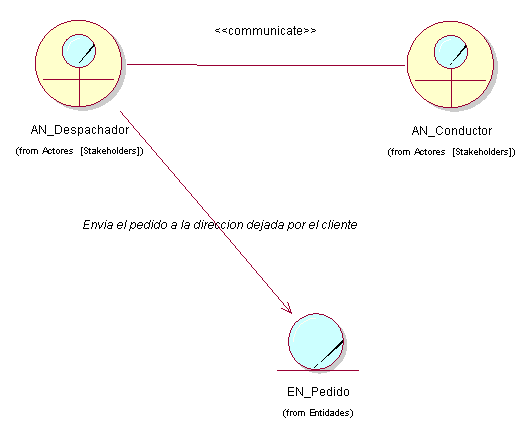 <<communicate>>
AN_Despachador
(from Actores [Stakeholders])
AN_Conductor
(from Actores [Stakeholders])
Envia el pedido a la direccion dejada por el cliente
EN_Pedido
(from Entidades)